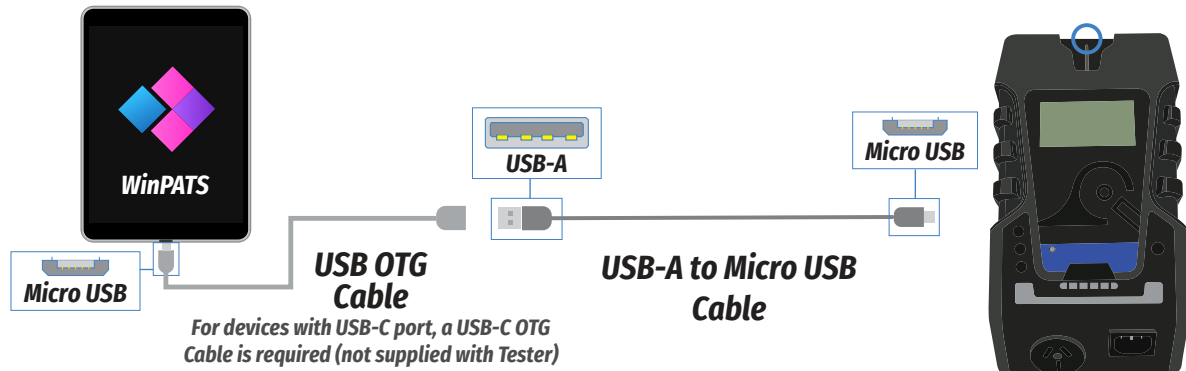 WinPATS
USB-A
Micro USB
Micro USB
USB OTG
Cable
For devices with USB-C port, a USB-C OTG
Cable is required (not supplied with Tester)
USB-A to Micro USB
Cable